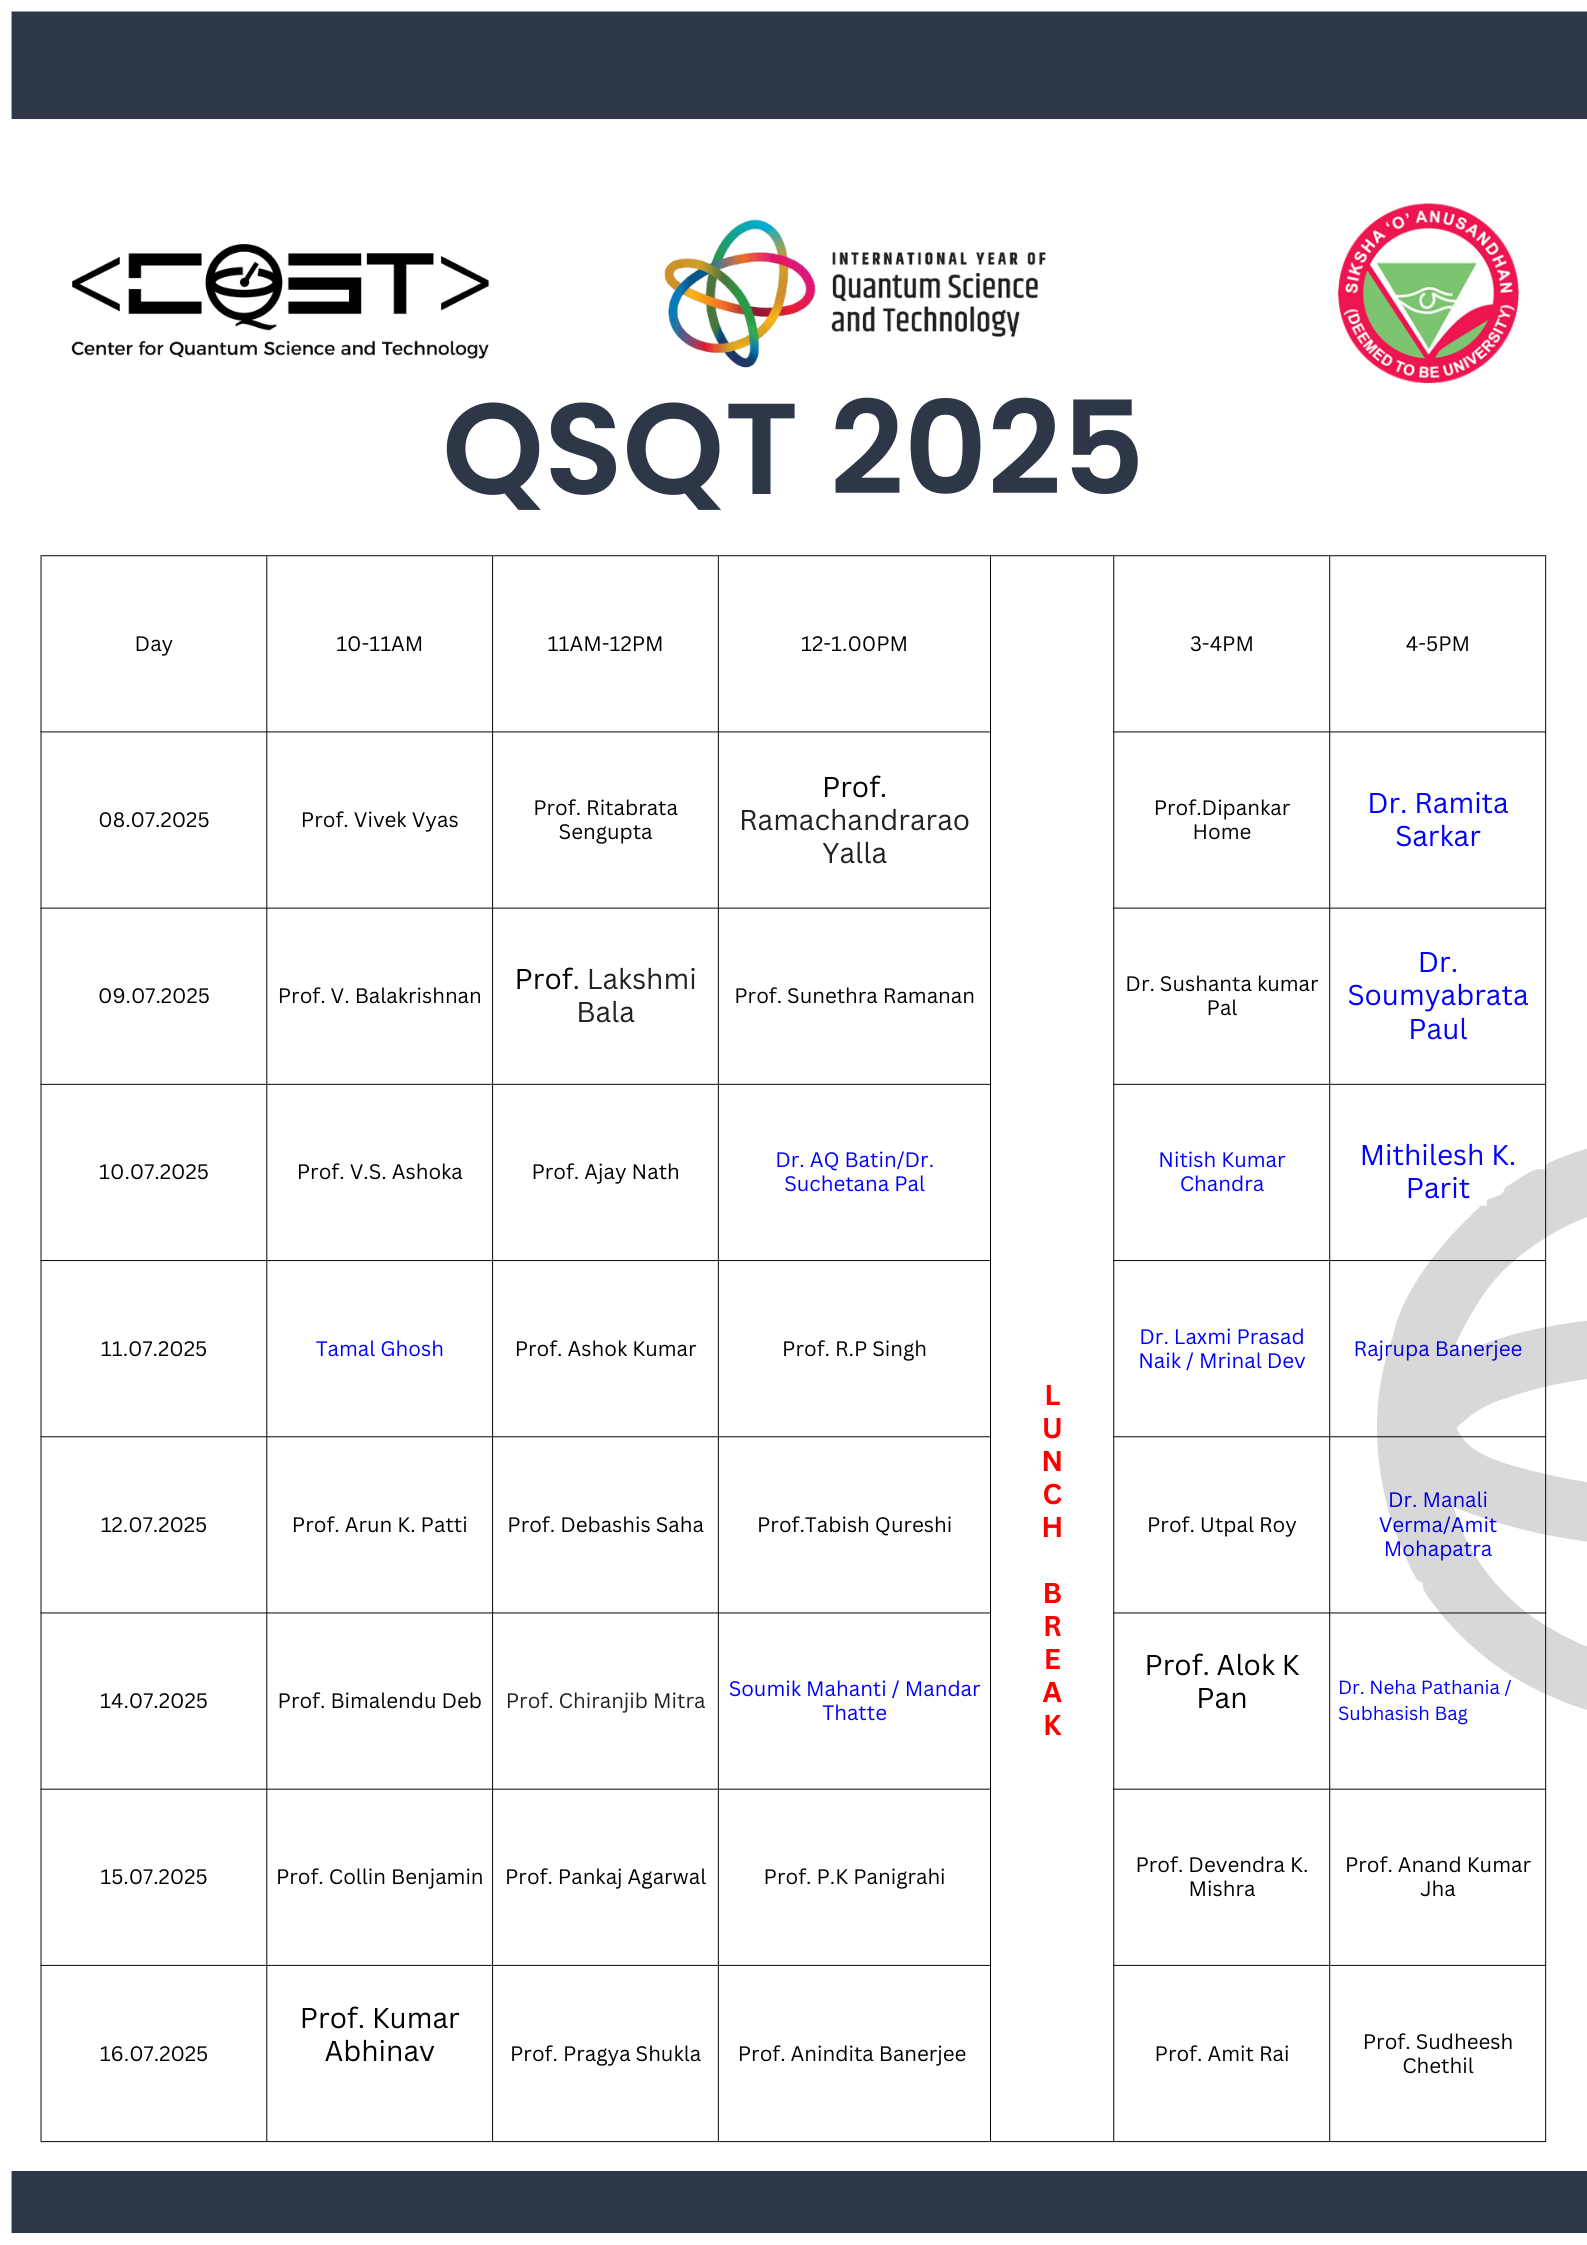 <CQST>
Center for Quantum Science and Technology
INTERNATIONAL YEAR OF
Quantum Science
and Technology
SIKSHA 'O' ANUSANDHAN
(DEEMED TO BE UNIVERSITY)
QSQT 2025
Day
10-11AM
11AM-12PM
12-1.00PM
3-4PM
4-5PM
08.07.2025
Prof. Vivek Vyas
Prof. Ritabrata
Sengupta
Prof.
Ramachandrarao
Yalla
Prof.Dipankar
Home
Dr. Ramita
Sarkar
09.07.2025
Prof. V. Balakrishnan
Prof. Lakshmi
Bala
Prof. Sunethra Ramanan
Dr. Sushanta kumar
Pal
Dr.
Soumyabrata
Paul
10.07.2025
Prof. V.S. Ashoka
Prof. Ajay Nath
Dr. AQ Batin/Dr.
Suchetana Pal
Nitish Kumar
Chandra
Mithilesh K.
Parit
11.07.2025
Tamal Ghosh
Prof. Ashok Kumar
Prof. R.P Singh
Dr. Laxmi Prasad
Naik / Mrinal Dev
Rajrupa Banerjee
L
U
N
C
H
B
R
E
A
K
12.07.2025
Prof. Arun K. Patti
Prof. Debashis Saha
Prof.Tabish Qureshi
Prof. Utpal Roy
Dr. Manali
Verma/Amit
Mohapatra
14.07.2025
Prof. Bimalendu Deb
Prof. Chiranjib Mitra
Soumik Mahanti / Mandar
Thatte
Prof. Alok K
Pan
Dr. Neha Pathania /
Subhasish Bag
15.07.2025
Prof. Collin Benjamin
Prof. Pankaj Agarwal
Prof. P.K Panigrahi
Prof. Devendra K.
Mishra
Prof. Anand Kumar
Jha
16.07.2025
Prof. Kumar
Abhinav
Prof. Pragya Shukla
Prof. Anindita Banerjee
Prof. Amit Rai
Prof. Sudheesh
Chethil